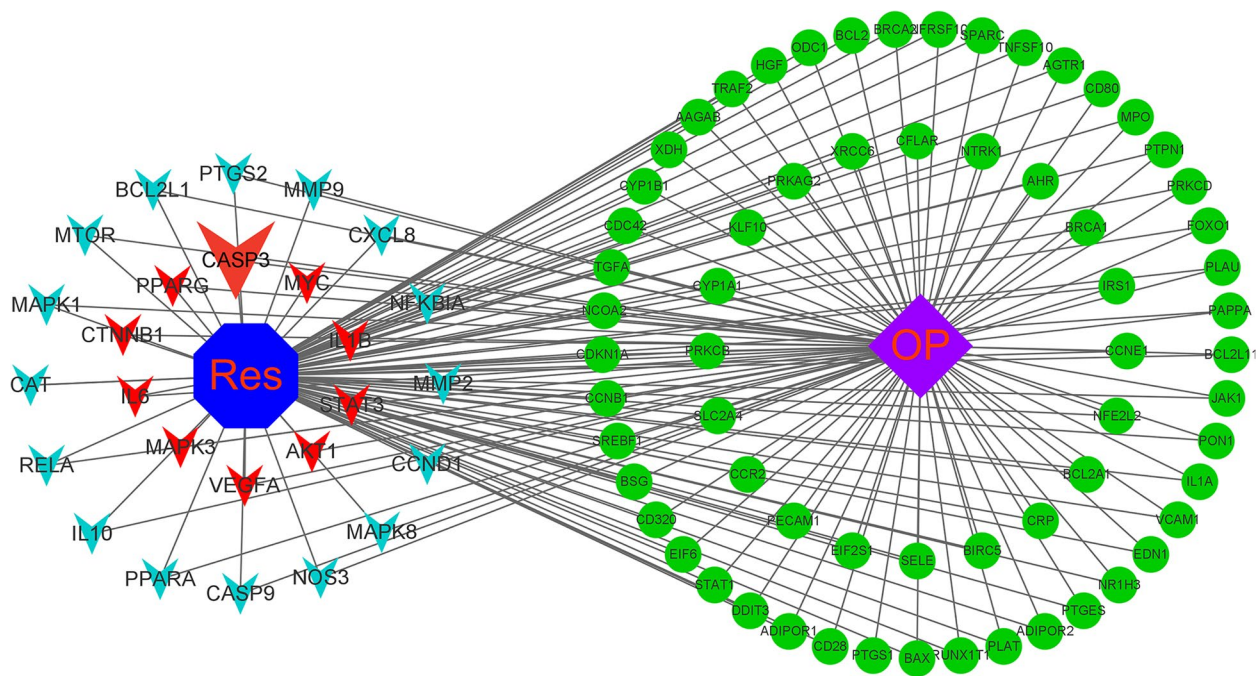 PTGS2
BCL2L1
MMP9
MTOR
CXCL8
CASP3
PPARG
MYC
MAPK1
NFKBIA
CTNNB1
IL1B
Res
CAT
IL6
MMP2
STAT3
MAPK3
AKT1
RELA
VEGFA
CCND1
IL10
MAPK8
PPARA
CASP9
NOS3
OP
BRCA2
NFRSF10
BCL2
SPARC
ODC1
TNFSF10
HGF
AGTR1
TRAF2
CD80
AAGAB
MPO
XDH
PTPN1
CYP1B1
PRKCD
CDC42
FOXO1
TGFA
PLAU
NCOA2
PAPPA
CDKN1A
BCL2L11
CCNB1
JAK1
SREBF1
PON1
BSG
IL1A
CD320
VCAM1
EIF6
EDN1
STAT1
NR1H3
DDIT3
PTGES
ADIPOR1
ADIPOR2
CD28
PLAT
PTGS1
BAX
RUNX1T1
CFLAR
XRCC6
NTRK1
PRKAG2
AHR
KLF10
BRCA1
CYP1A1
IRS1
PRKCB
CCNE1
SLC2A4
NFE2L2
CCR2
BCL2A1
PECAM1
CRP
EIF2S1
BIRC5
SELE